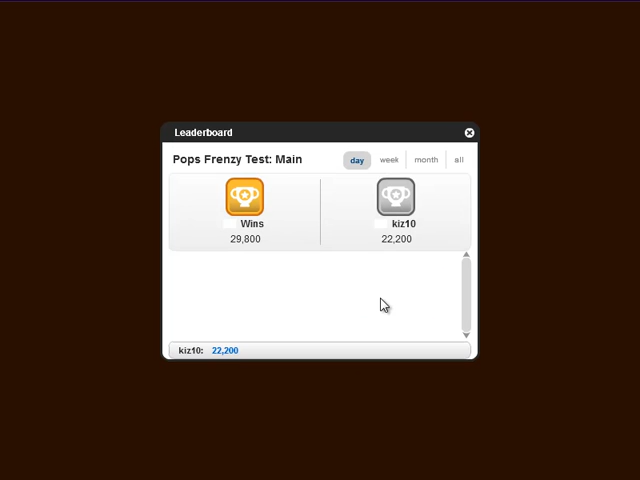 Leaderboard
Pops Frenzy Test: Main
day week month all
Wins kiz10
29,800 22,200
kiz10: 22,200